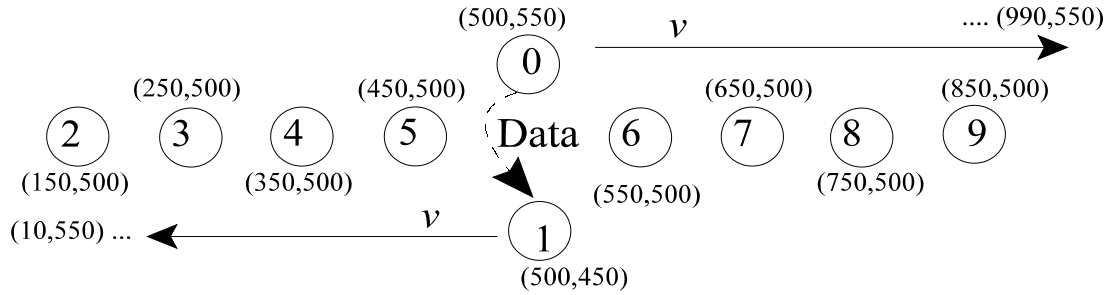 (500,550) v .... (990,550)
0
(250,500) (450,500) (650,500) (850,500)
2 3 4 5 Data 6 7 8 9
(150,500) (350,500) (550,500) (750,500)
(10,550) ... v 1
(500,450)